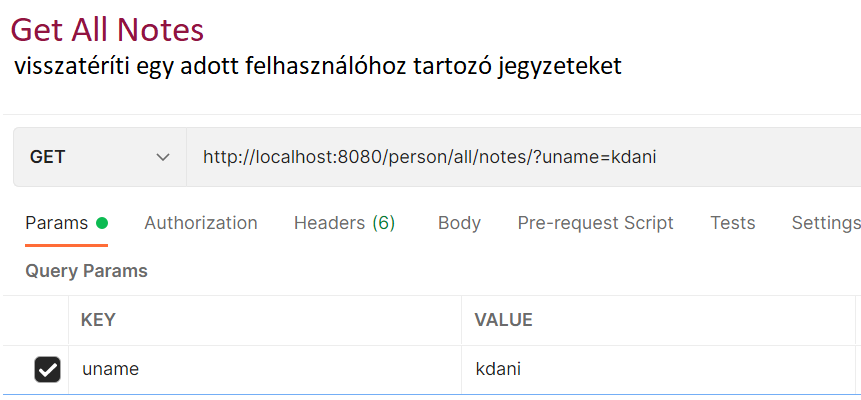 Get All Notes
visszatéríti egy adott felhasználóhoz tartozó jegyzeteket
GET http://localhost:8080/person/all/notes/?uname=kdani
Params Authorization Headers (6) Body Pre-request Script Tests Settings
Query Params
KEY VALUE
uname kdani